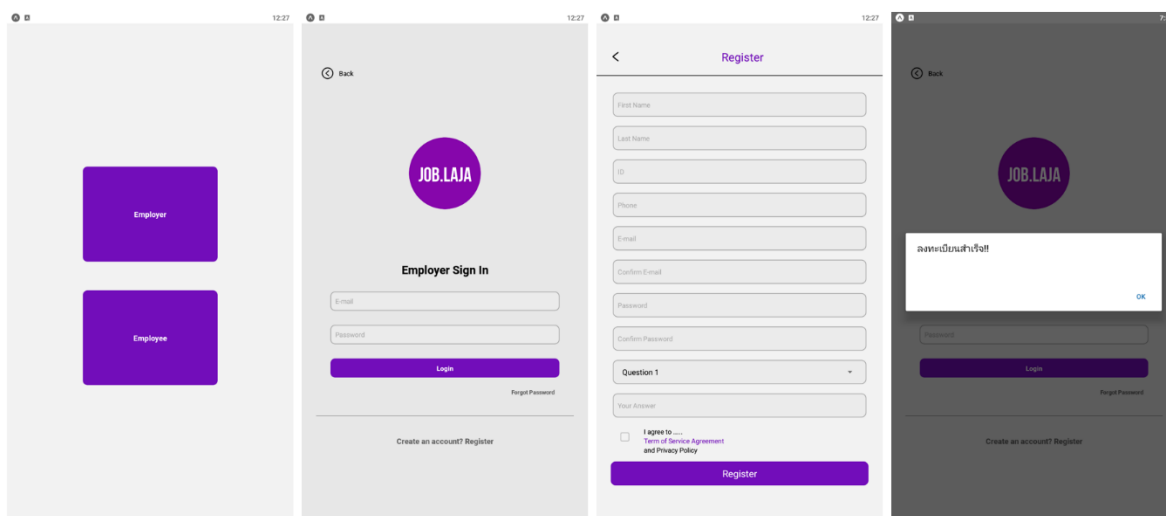 12:27
Employer
Employee
12:27
Back
JOB.LAJA
Employer Sign In
E-mail
Password
Login
Forgot Password
Create an account? Register
12:27
Register
First Name
Last Name
ID
Phone
E-mail
Confirm E-mail
Password
Confirm Password
Question 1
Your Answer
I agree to .....
Term of Service Agreement
and Privacy Policy
Register
Back
JOB.LAJA
ลงทะเบียนสำเร็จ!!
OK
Password
Login
Forgot Password
Create an account? Register